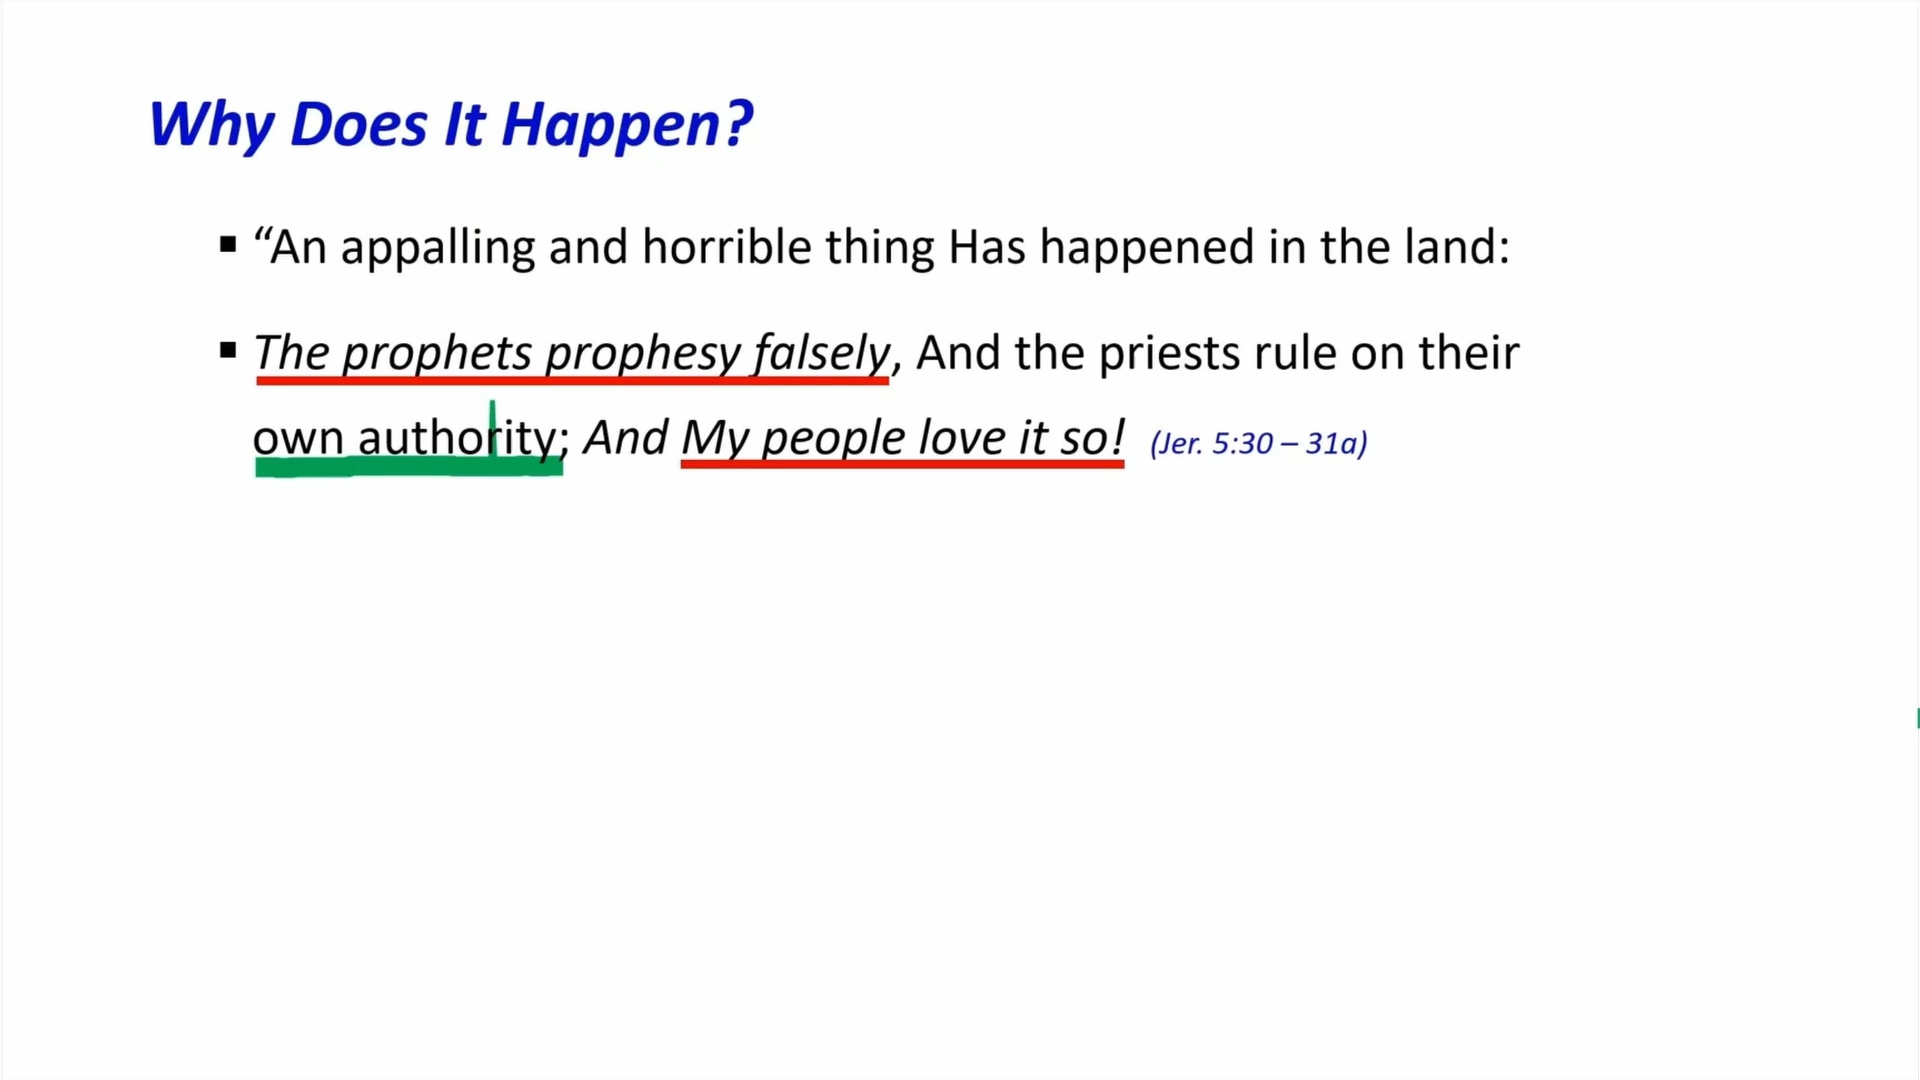 Why Does It Happen?
▪ “An appalling and horrible thing Has happened in the land:
▪ The prophets prophesy falsely, And the priests rule on their
own authority; And My people love it so! (Jer. 5:30 – 31a)